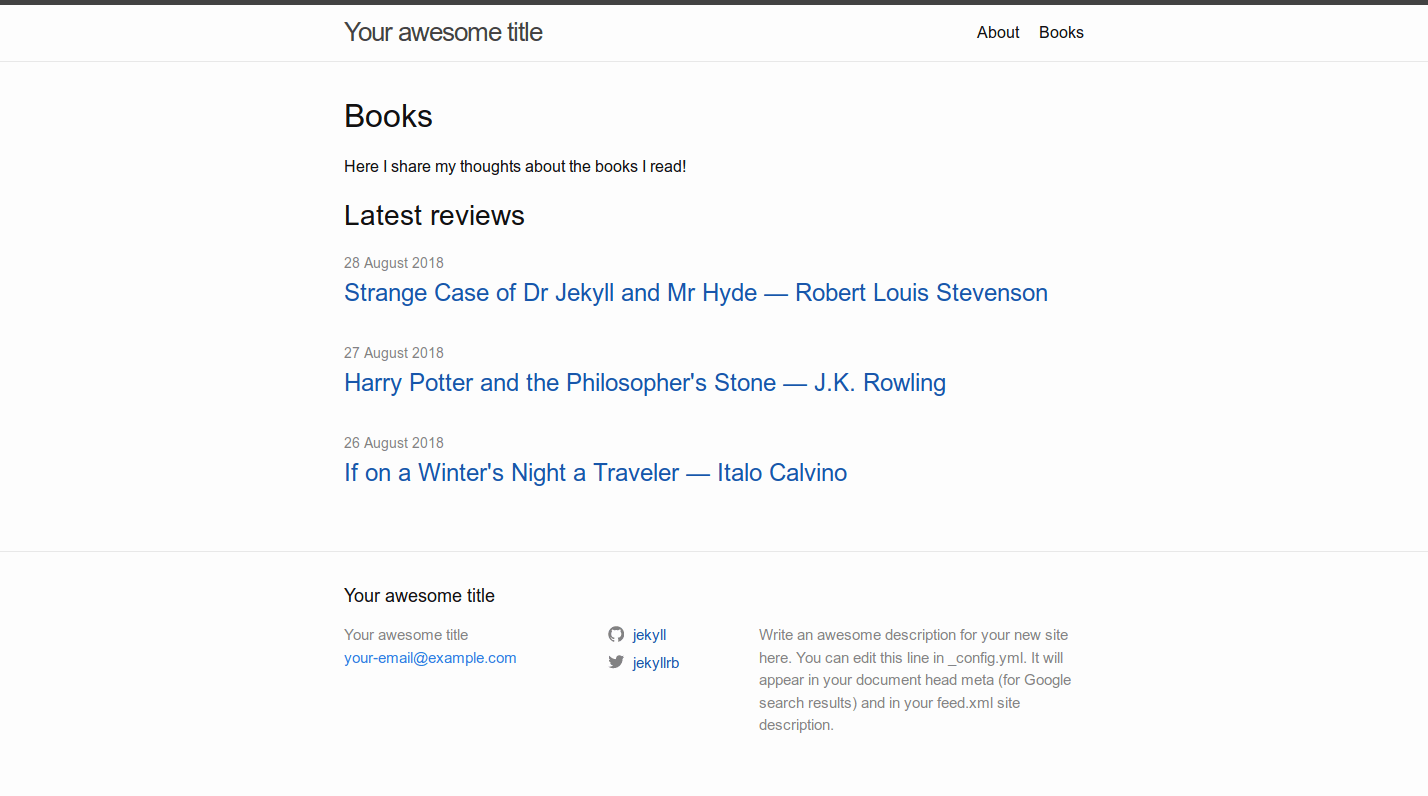 Your awesome title
About Books
Books
Here I share my thoughts about the books I read!
Latest reviews
28 August 2018
Strange Case of Dr Jekyll and Mr Hyde — Robert Louis Stevenson
27 August 2018
Harry Potter and the Philosopher's Stone — J.K. Rowling
26 August 2018
If on a Winter's Night a Traveler — Italo Calvino
Your awesome title
Your awesome title
your-email@example.com
jekyll
jekyllrb
Write an awesome description for your new site
here. You can edit this line in _config.yml. It will
appear in your document head meta (for Google
search results) and in your feed.xml site
description.